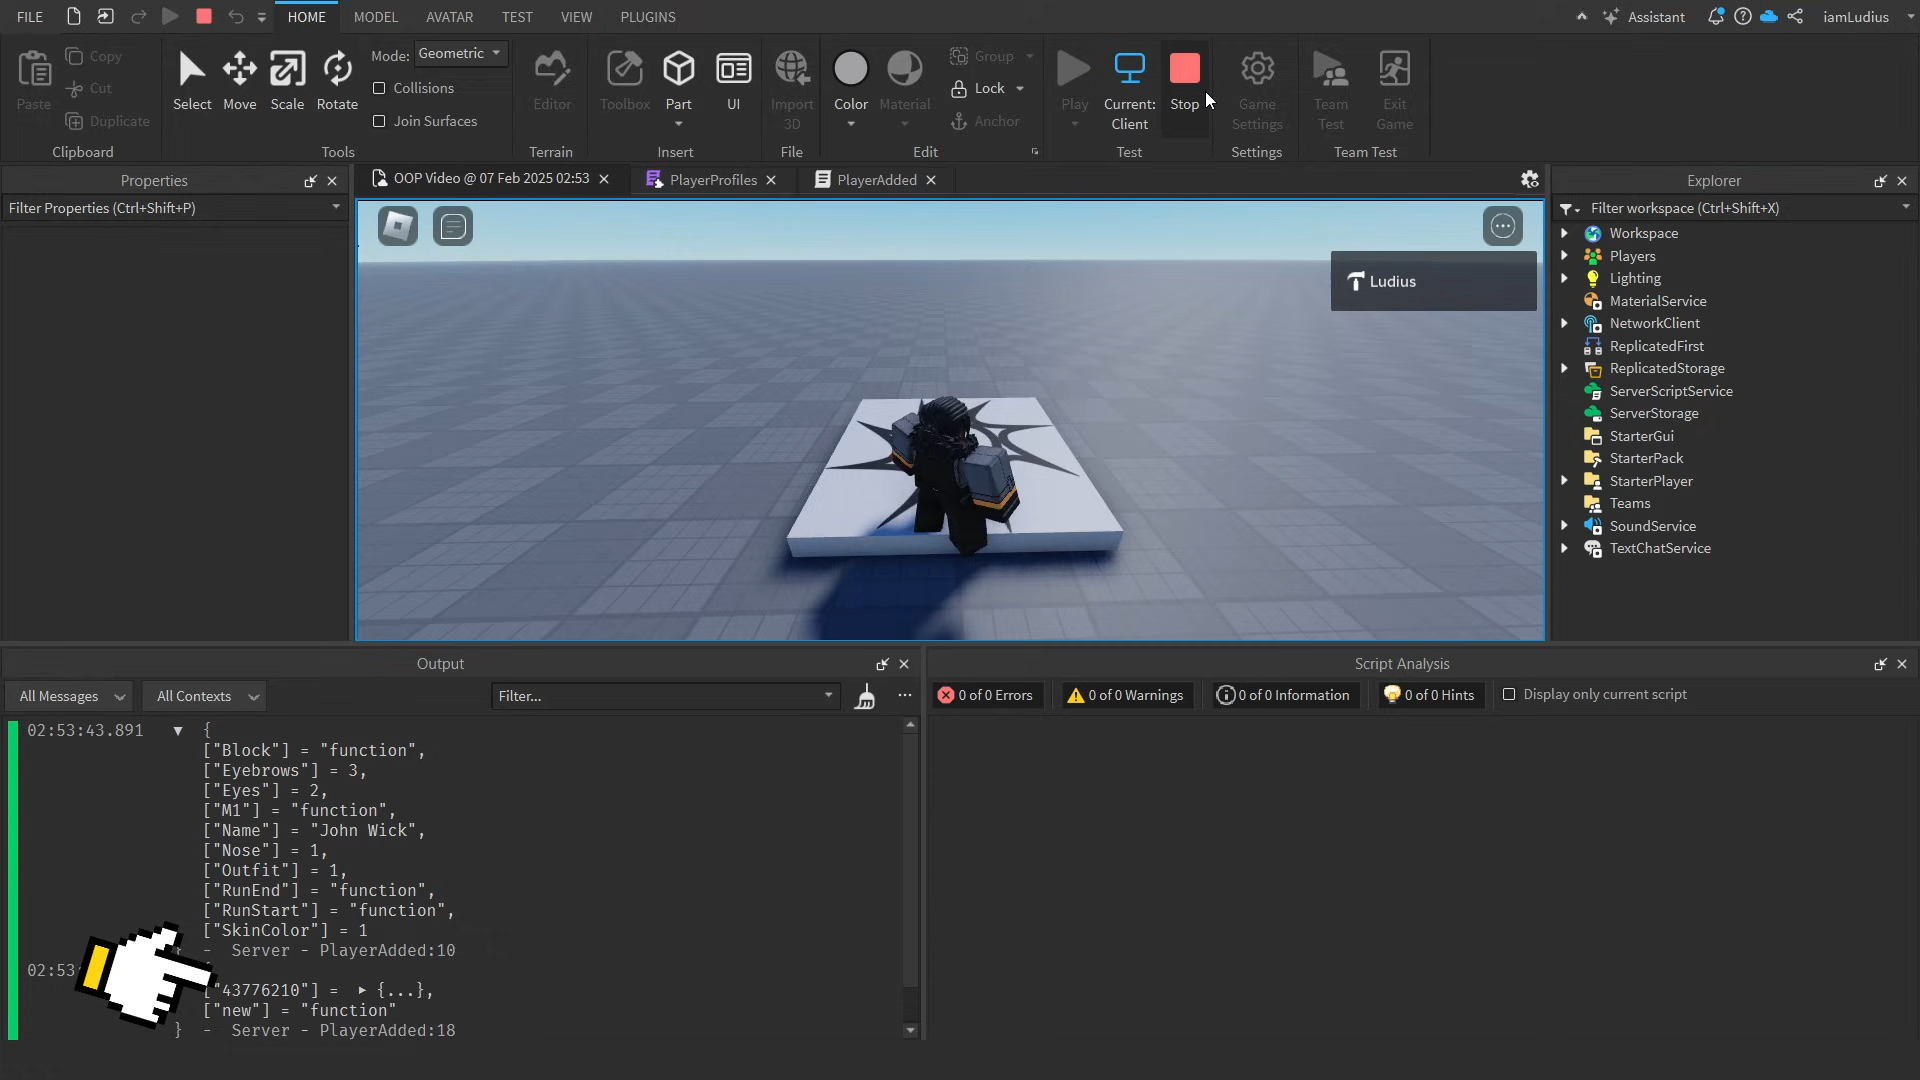 FILE HOME MODEL AVATAR TEST VIEW PLUGINS Assistant iamLudius
Paste Copy Cut Duplicate
Clipboard
Select Move Scale Rotate
Mode: Geometric
Collisions
Join Surfaces
Tools
Editor
Terrain
Toolbox Part UI
Insert
Import 3D
File
Color Material
Group
Lock
Anchor
Edit
Play Current: Client Stop
Test
Game Settings
Settings
Team Test Exit Game
Team Test
Properties
Filter Properties (Ctrl+Shift+P)
OOP Video @ 07 Feb 2025 02:53 PlayerProfiles PlayerAdded
Ludius
Explorer
Filter workspace (Ctrl+Shift+X)
Workspace
Players
Lighting
MaterialService
NetworkClient
ReplicatedFirst
ReplicatedStorage
ServerScriptService
ServerStorage
StarterGui
StarterPack
StarterPlayer
Teams
SoundService
TextChatService
Output
All Messages All Contexts Filter...
02:53:43.891 ▼ {
["Block"] = "function",
["Eyebrows"] = 3,
["Eyes"] = 2,
["M1"] = "function",
["Name"] = "John Wick",
["Nose"] = 1,
["Outfit"] = 1,
["RunEnd"] = "function",
["RunStart"] = "function",
["SkinColor"] = 1
} - Server - PlayerAdded:10
02:53:
["43776210"] = ▶ {...},
["new"] = "function"
} - Server - PlayerAdded:18
Script Analysis
0 of 0 Errors 0 of 0 Warnings 0 of 0 Information 0 of 0 Hints Display only current script